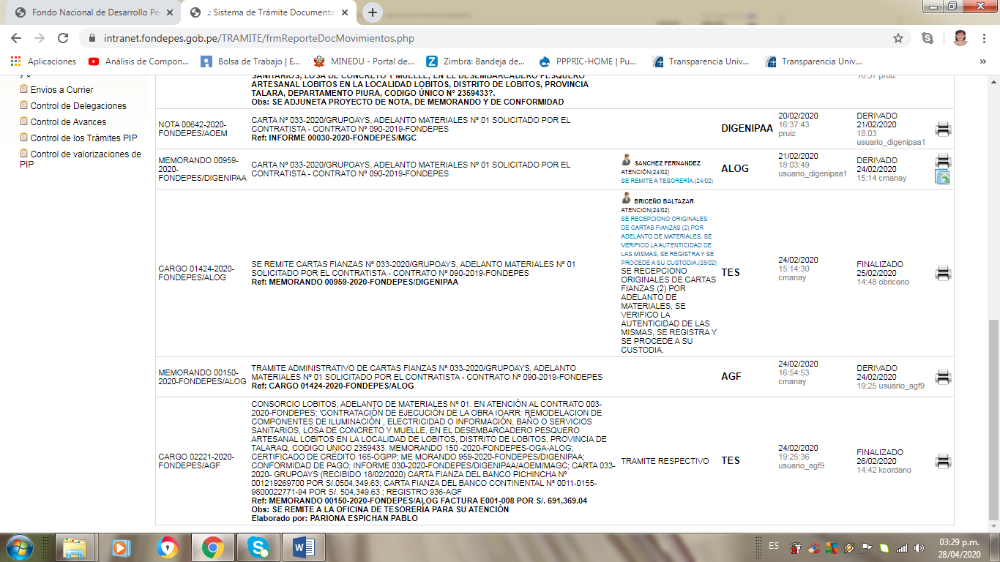 Fondo Nacional de Desarrollo Pe
.: Sistema de Trámite Documenta
intranet.fondepes.gob.pe/TRAMITE/frmReporteDocMovimientos.php
Aplicaciones
Análisis de Compon...
Bolsa de Trabajo | E...
MINEDU - Portal de...
Zimbra: Bandeja de...
PPPRIC-HOME | Pu...
Transparencia Univ...
Transparencia Univ...
»
Envios a Currier
Control de Delegaciones
Control de Avances
Control de los Trámites PIP
Control de valorizaciones de
PIP
SANITARIOS, LOSA DE CONCRETO Y MUELLE, EN EL DESEMBARCADERO PESQUERO
ARTESANAL LOBITOS EN LA LOCALIDAD LOBITOS, DISTRITO DE LOBITOS, PROVINCIA
TALARA, DEPARTAMENTO PIURA, CODIGO ÚNICO N° 2359433?.
Obs: SE ADJUNETA PROYECTO DE NOTA, DE MEMORANDO Y DE CONFORMIDAD
16:37 pruiz
NOTA 00642-2020-
FONDEPES/AOEM
CARTA Nº 033-2020/GRUPOAYS, ADELANTO MATERIALES Nº 01 SOLICITADO POR EL
CONTRATISTA - CONTRATO Nº 090-2019-FONDEPES
Ref: INFORME 00030-2020-FONDEPES/MGC
DIGENIPAA
20/02/2020
16:37:43
pruiz
DERIVADO
21/02/2020
18:03
usuario_digenipaa1
MEMORANDO 00959-
2020-
FONDEPES/DIGENIPAA
CARTA Nº 033-2020/GRUPOAYS, ADELANTO MATERIALES Nº 01 SOLICITADO POR EL
CONTRATISTA - CONTRATO Nº 090-2019-FONDEPES
SANCHEZ FERNANDEZ
ATENCIÓN(24/02)
SE REMITE A TESORERÍA.(24/02)
ALOG
21/02/2020
18:03:49
usuario_digenipaa1
DERIVADO
24/02/2020
15:14 cmanay
CARGO 01424-2020-
FONDEPES/ALOG
SE REMITE CARTAS FIANZAS Nº 033-2020/GRUPOAYS, ADELANTO MATERIALES Nº 01
SOLICITADO POR EL CONTRATISTA - CONTRATO Nº 090-2019-FONDEPES
Ref: MEMORANDO 00959-2020-FONDEPES/DIGENIPAA
BRICEÑO BALTAZAR
ATENCION(24/02)
SE RECEPCIONO ORIGINALES
DE CARTAS FIANZAS (2) POR
ADELANTO DE MATERIALES, SE
VERIFICO LA AUTENTICIDAD DE
LAS MISMAS, SE REGISTRA Y SE
PROCEDE A SU CUSTODIA.(25/02)
SE RECEPCIONO
ORIGINALES DE CARTAS
FIANZAS (2) POR
ADELANTO DE
MATERIALES, SE
VERIFICO LA
AUTENTICIDAD DE LAS
MISMAS, SE REGISTRA Y
SE PROCEDE A SU
CUSTODIA.
TES
24/02/2020
15:14:30
cmanay
FINALIZADO
25/02/2020
14:48 obriceno
MEMORANDO 00150-
2020-FONDEPES/ALOG
TRAMITE ADMINISTRATIVO DE CARTAS FIANZAS Nº 033-2020/GRUPOAYS, ADELANTO
MATERIALES Nº 01 SOLICITADO POR EL CONTRATISTA - CONTRATO Nº 090-2019-FONDEPES
Ref: CARGO 01424-2020-FONDEPES/ALOG
AGF
24/02/2020
16:54:53
cmanay
DERIVADO
24/02/2020
19:25 usuario_agf9
CARGO 02221-2020-
FONDEPES/AGF
CONSORCIO LOBITOS; ADELANTO DE MATERIALES Nº 01. EN ATENCIÓN AL CONTRATO 003-
2020-FONDEPES; 'CONTRATACIÓN DE EJECUCIÓN DE LA OBRA IOARR: REMODELACION DE
COMPONENTES DE ILUMINACIÓN , ELECTRICIDAD O INFORMACIÓN, BAÑO O SERVICIOS
SANITARIOS, LOSA DE CONCRETO Y MUELLE, EN EL DESEMBARCADERO PESQUERO
ARTESANAL LOBITOS EN LA LOCALIDAD DE LOBITOS, DISTRITO DE LOBITOS, PROVINCIA DE
TALARAQ, CODIGO UNICO 2359433. MEMORANDO 150 -2020-FONDEPES-OGA-ALOG;
CERTIFICADO DE CRÉDITO 165-OGPP; ME MORANDO 959-2020-FONDEPES/DIGENIPAA;
CONFORMIDAD DE PAGO; INFORME 030-2020-FONDEPES/DIGENIPAA/AOEM/MAGC; CARTA 033-
2020- GRUPOAYS (RECIBIDO 18/02/2020) CARTA FIANZA DEL BANCO PICHINCHA Nº
001219269700 POR S/.0504,349.63; CARTA FIANZA DEL BANCO CONTINENTAL Nº 0011-0155-
9800022771-94 POR S/. 504,349.63 ; REGISTRO 936-AGF
Ref: MEMORANDO 00150-2020-FONDEPES/ALOG FACTURA E001-008 POR S/. 691,369.04
Obs: SE REMITE A LA OFICINA DE TESORERÍA PARA SU ATENCIÓN
Elaborado por: PARIONA ESPICHAN PABLO
TRAMITE RESPECTIVO
TES
24/02/2020
19:25:36
usuario_agf9
FINALIZADO
26/02/2020
14:42 kcordano
ES
03:29 p.m.
28/04/2020